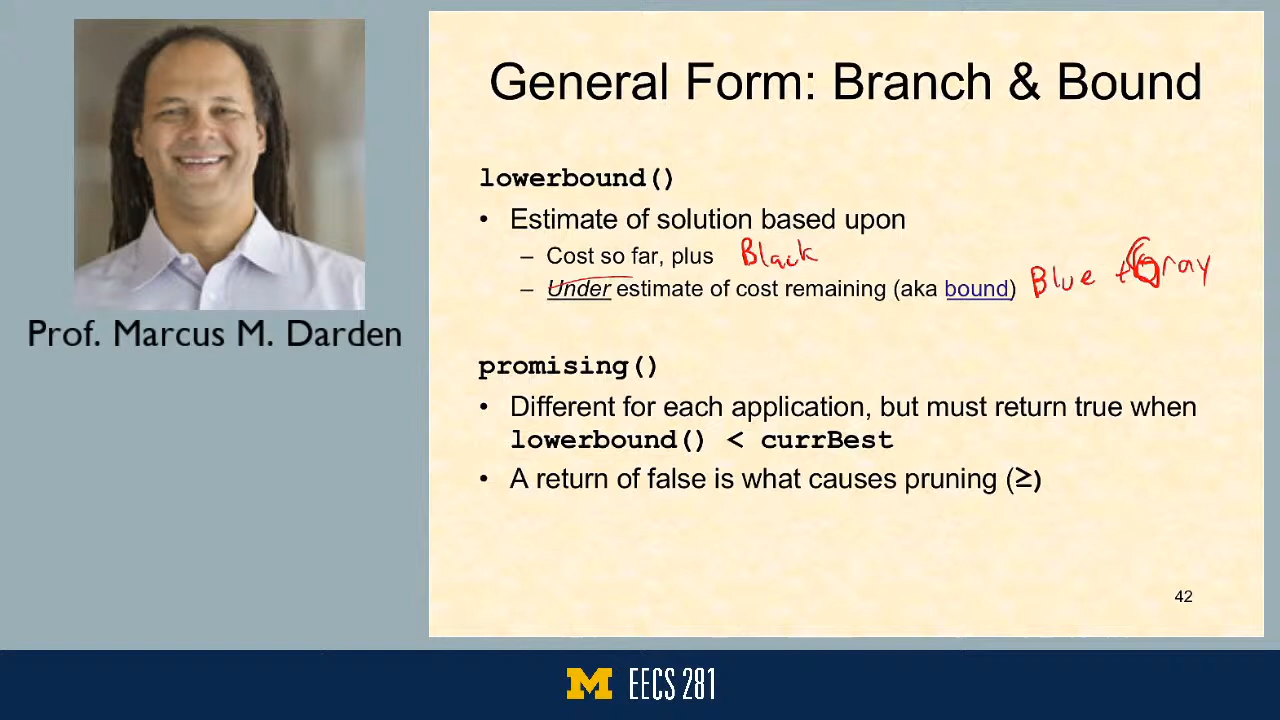 Prof. Marcus M. Darden
General Form: Branch & Bound
lowerbound()
• Estimate of solution based upon
– Cost so far, plus Black
– Under estimate of cost remaining (aka bound) Blue + Gray
promising()
• Different for each application, but must return true when
lowerbound() < currBest
• A return of false is what causes pruning (≥)
42
M EECS 281